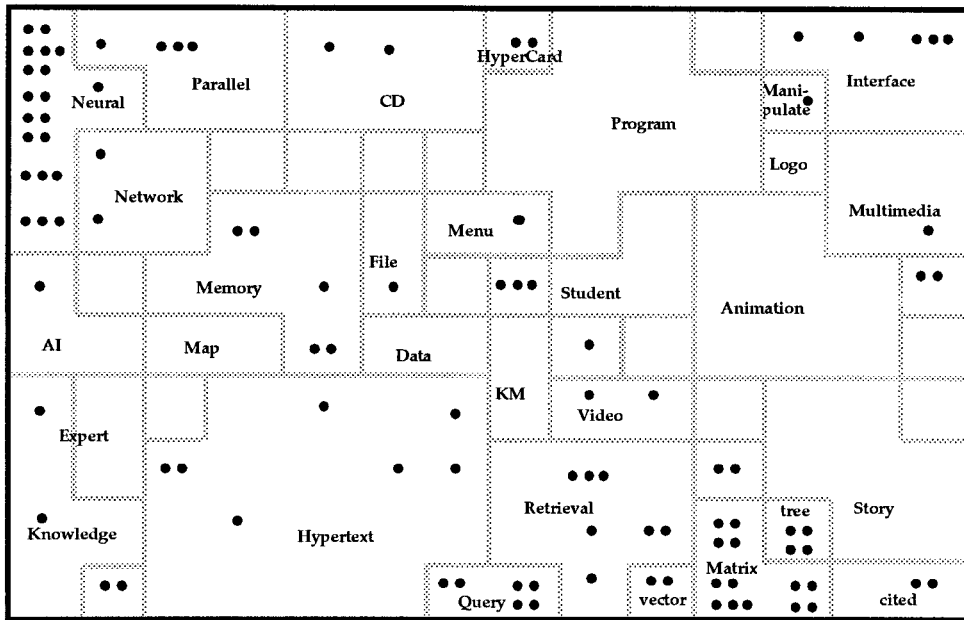 HyperCard
Parallel
Neural
CD
Interface
Mani-
pulate
Program
Logo
Network
Multimedia
Menu
File
Memory
Student
Animation
AI
Map
Data
KM
Video
Expert
Retrieval
Story
tree
Knowledge
Hypertext
Matrix
Query
vector
cited